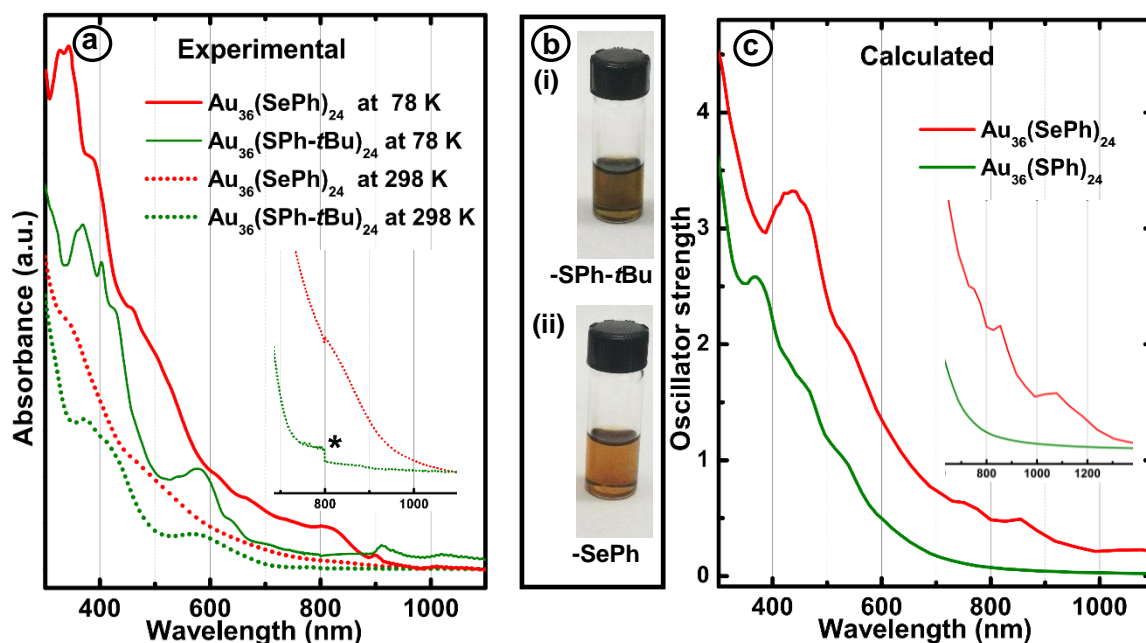 a
Experimental
Au36(SePh)24 at 78 K
Au36(SPh-tBu)24 at 78 K
Au36(SePh)24 at 298 K
Au36(SPh-tBu)24 at 298 K
*
800 1000
Absorbance (a.u.)
400 600 800 1000
Wavelength (nm)
b
(i)
-SPh-tBu
(ii)
-SePh
c
Calculated
Au36(SePh)24
Au36(SPh)24
800 1000 1200
Oscillator strength
4
3
2
1
0
400 600 800 1000
Wavelength (nm)